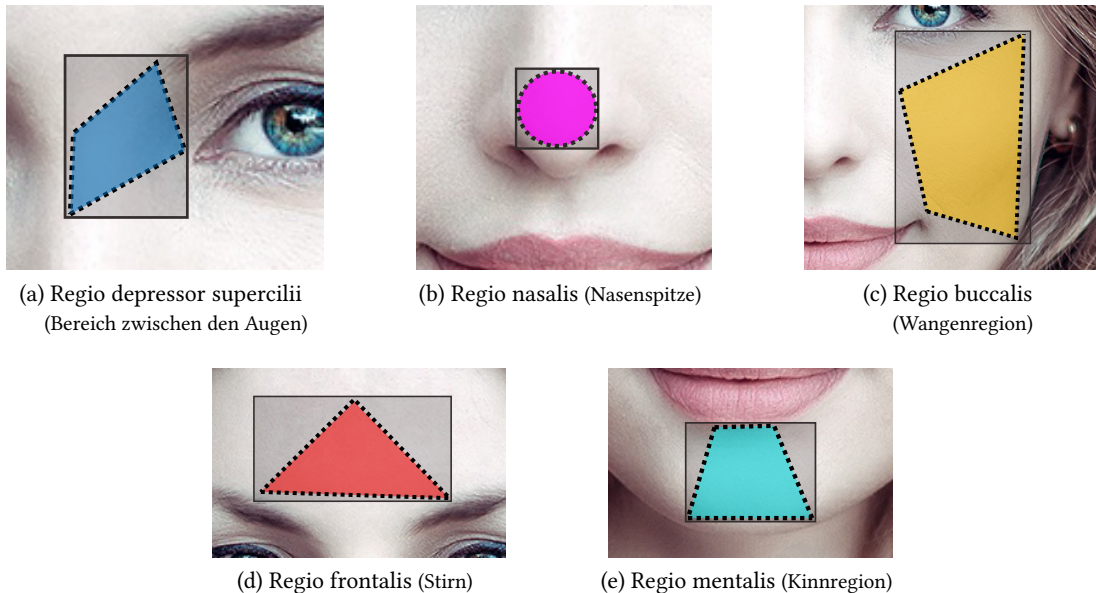 (a) Regio depressor supercilii
(Bereich zwischen den Augen)
(b) Regio nasalis (Nasenspitze)
(c) Regio buccalis
(Wangenregion)
(d) Regio frontalis (Stirn)
(e) Regio mentalis (Kinnregion)